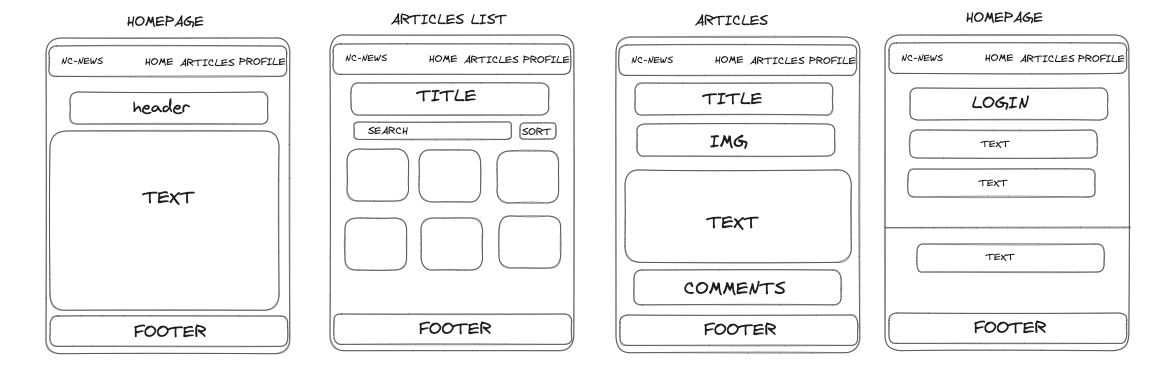 HOMEPAGE
NC-NEWS HOME ARTICLES PROFILE
header
TEXT
FOOTER
ARTICLES LIST
NC-NEWS HOME ARTICLES PROFILE
TITLE
SEARCH SORT
FOOTER
ARTICLES
NC-NEWS HOME ARTICLES PROFILE
TITLE
IMG
TEXT
COMMENTS
FOOTER
HOMEPAGE
NC-NEWS HOME ARTICLES PROFILE
LOGIN
TEXT
TEXT
TEXT
FOOTER